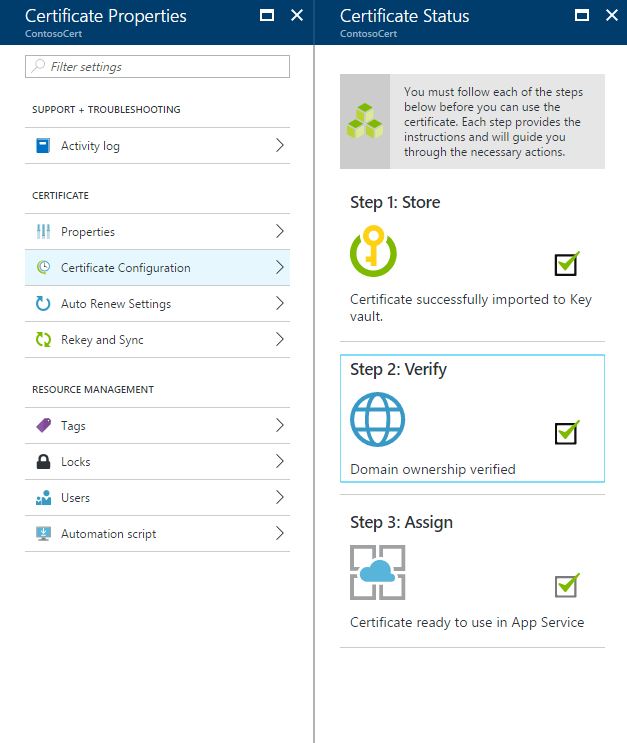 Certificate Properties
ContosoCert
Filter settings
SUPPORT + TROUBLESHOOTING
Activity log
CERTIFICATE
Properties
Certificate Configuration
Auto Renew Settings
Rekey and Sync
RESOURCE MANAGEMENT
Tags
Locks
Users
Automation script
Certificate Status
ContosoCert
You must follow each of the steps
below before you can use the
certificate. Each step provides the
instructions and will guide you
through the necessary actions.
Step 1: Store
Certificate successfully imported to Key
vault.
Step 2: Verify
Domain ownership verified
Step 3: Assign
Certificate ready to use in App Service